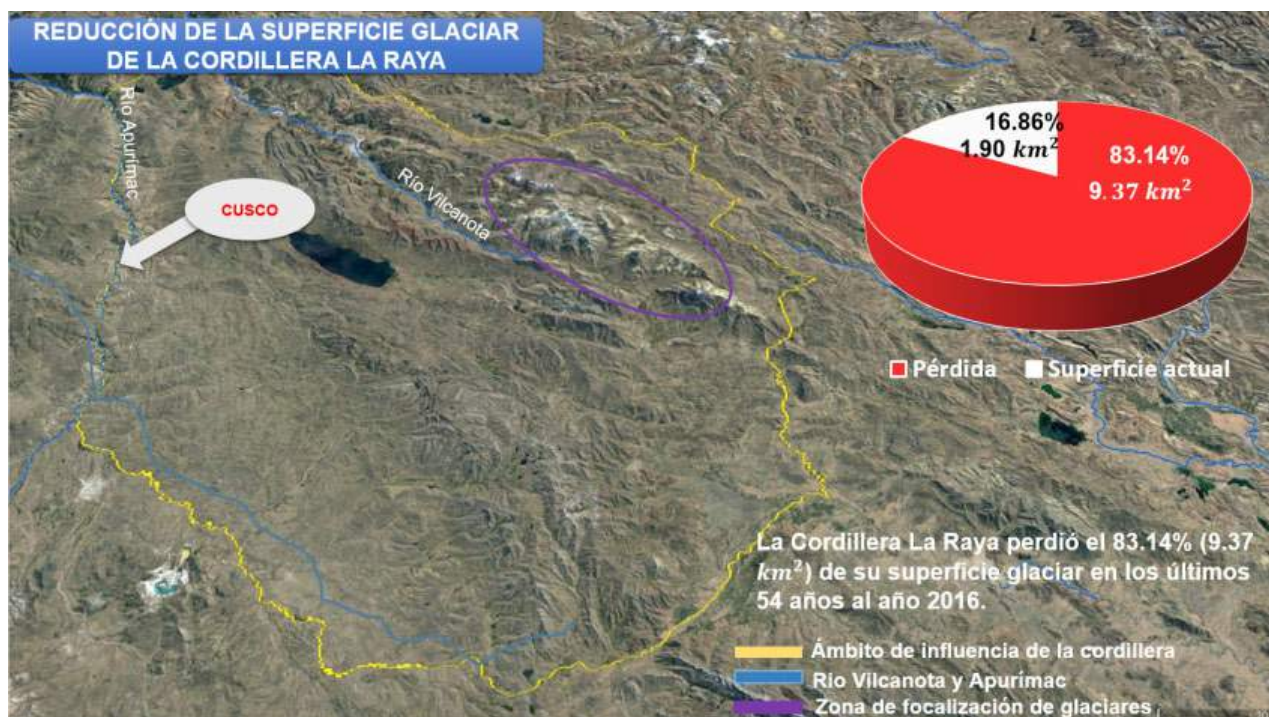 REDUCCIÓN DE LA SUPERFICIE GLACIAR
DE LA CORDILLERA LA RAYA
Río Apurímac
CUSCO
Río Vilcanota
16.86%
1.90 km²
83.14%
9.37 km²
Pérdida
Superficie actual
La Cordillera La Raya perdió el 83.14% (9.37
km²) de su superficie glaciar en los últimos
54 años al año 2016.
Ámbito de influencia de la cordillera
Rio Vilcanota y Apurímac
Zona de focalización de glaciares